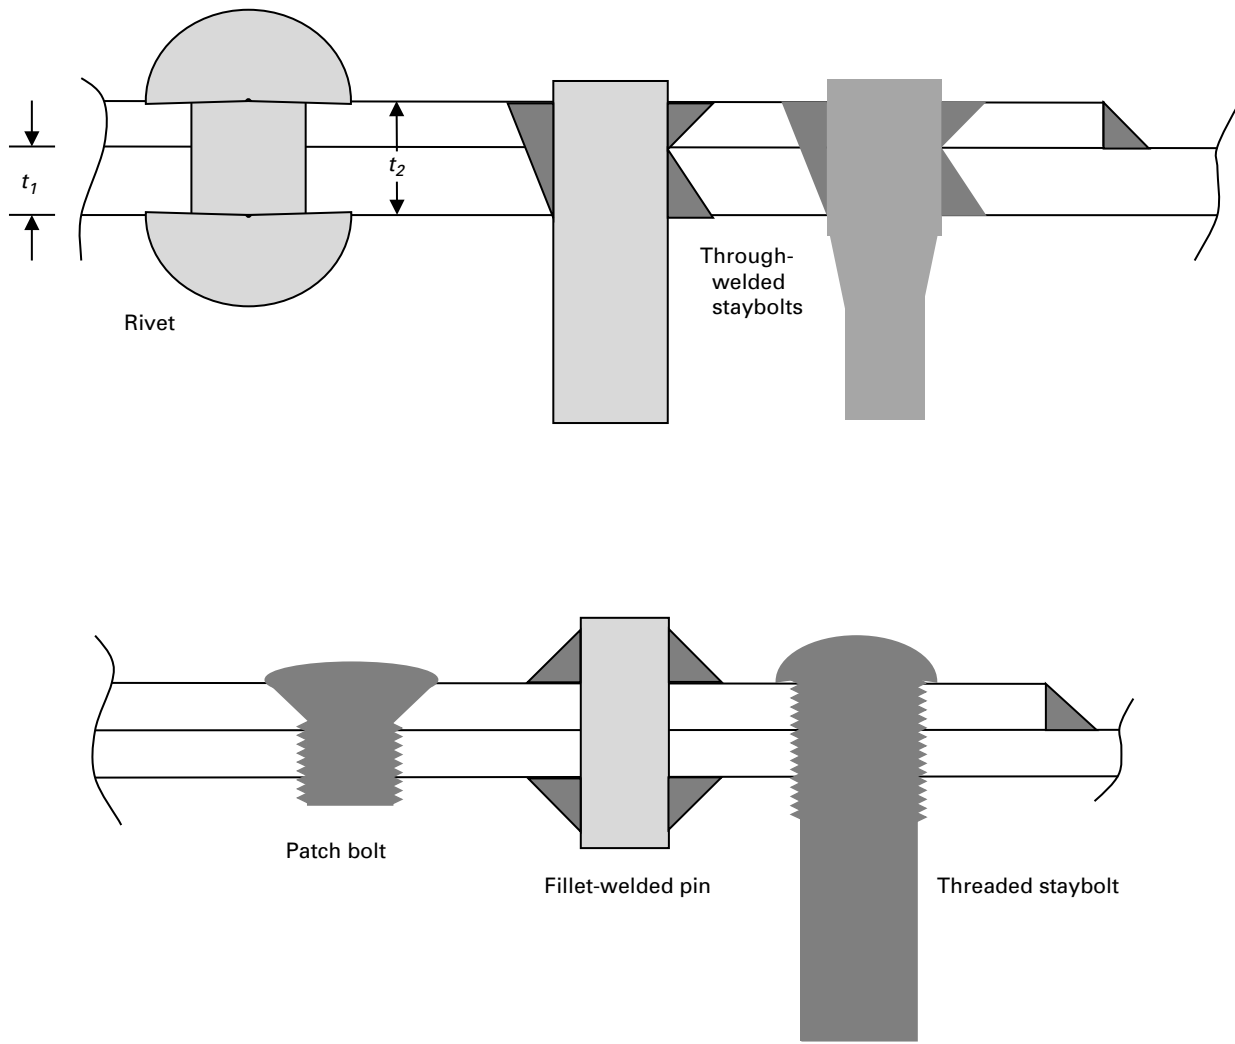 t1
t2
Through-
welded
staybolts
Rivet
Patch bolt
Fillet-welded pin
Threaded staybolt